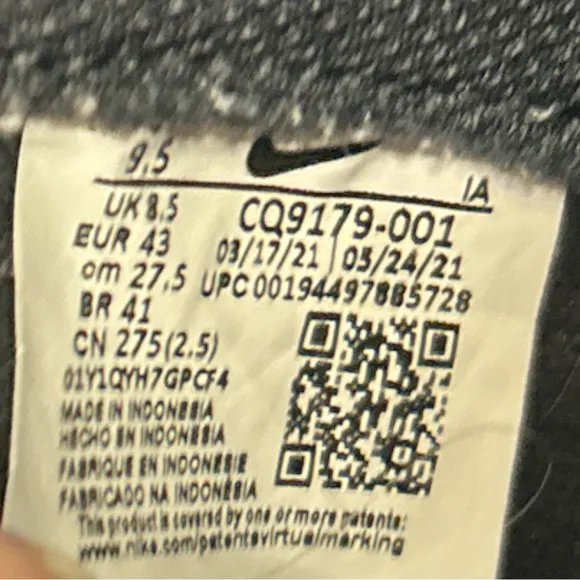 9.5
IA
UK 8.5
CQ9179-001
EUR 43
03/17/21 05/24/21
cm 27.5
UPC 00194497885728
BR 41
CN 275(2.5)
01Y1QYH7GPCF4
MADE IN INDONESIA
HECHO EN INDONESIA
FABRIQUE EN INDONESIE
FABRICADO NA INDONÉSIA
This product is covered by one or more patents:
www.nike.com/patentsvirtualmarking